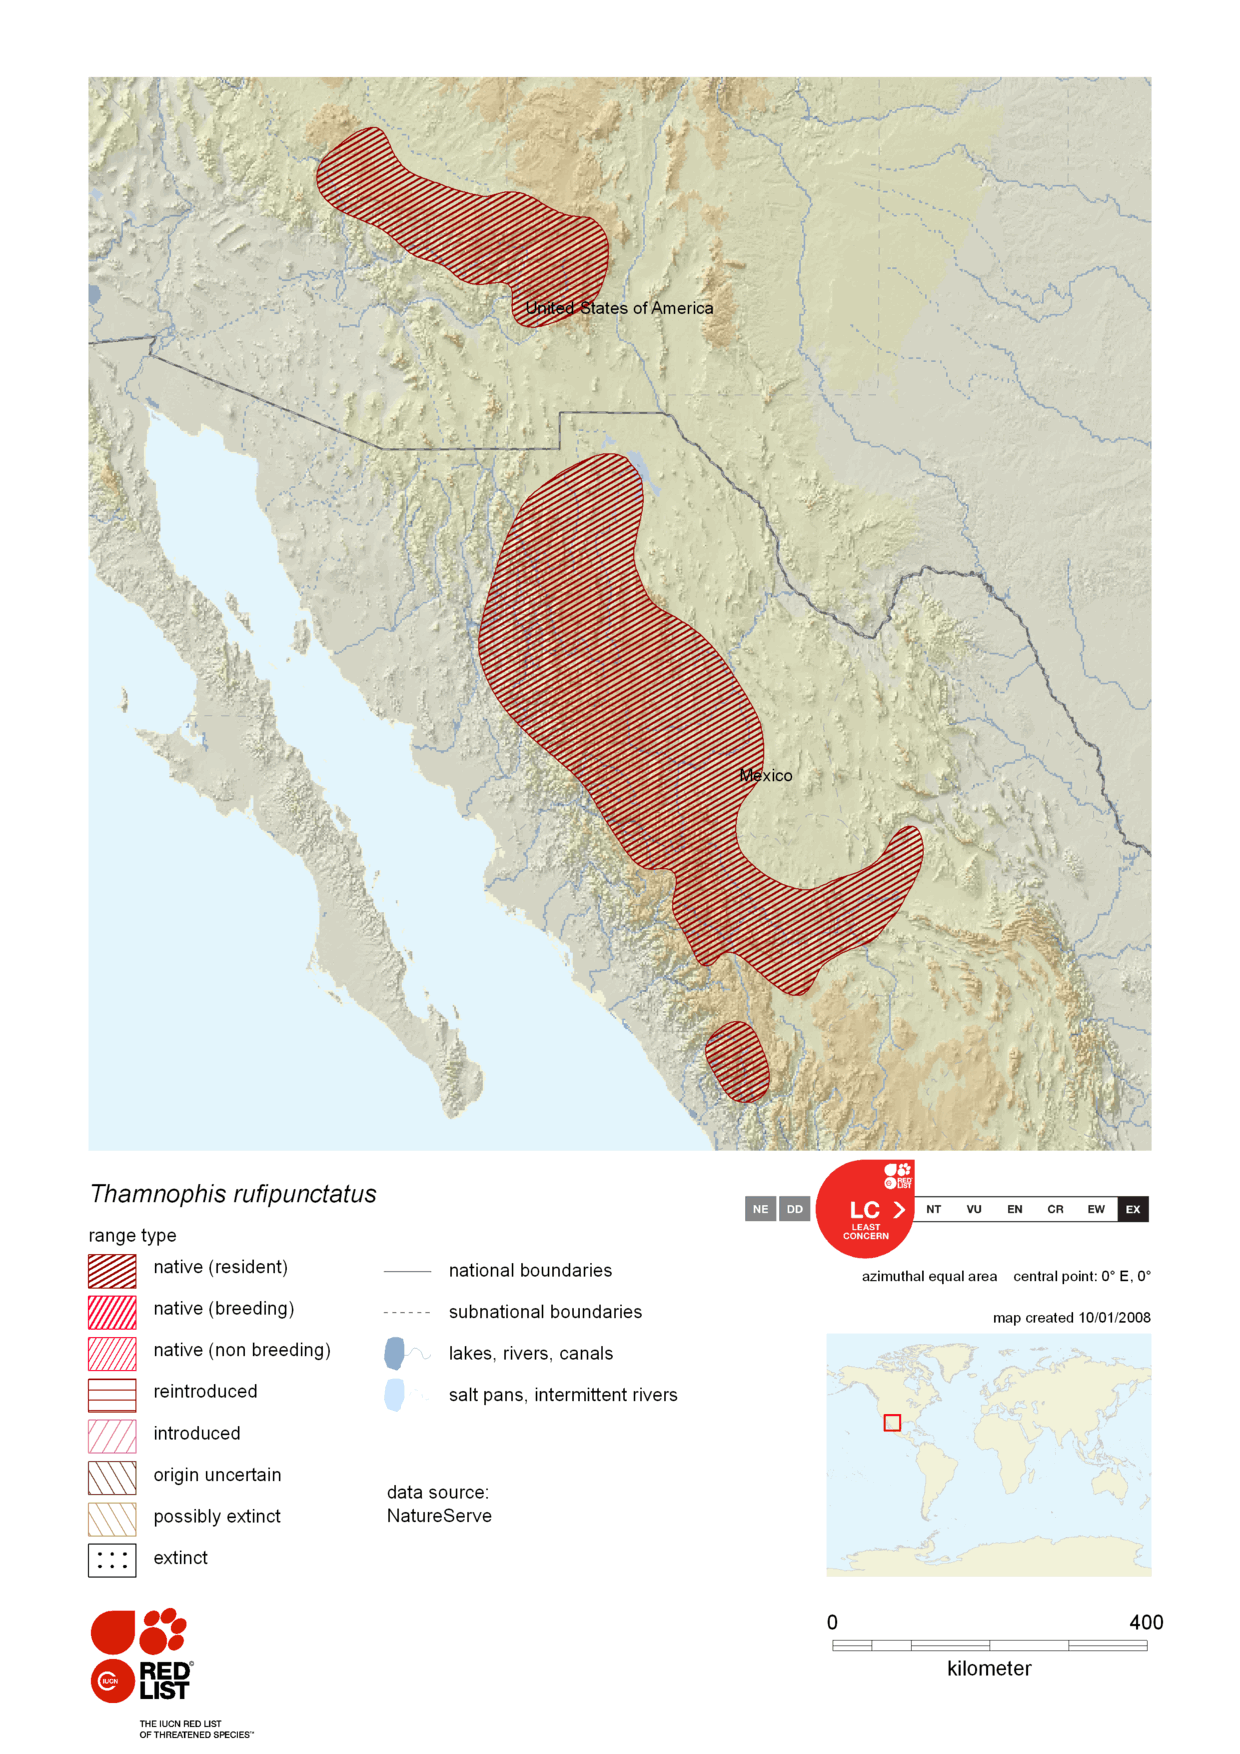 United States of America
Mexico
Thamnophis rufipunctatus
range type
native (resident)
native (breeding)
native (non breeding)
reintroduced
introduced
origin uncertain
possibly extinct
extinct
national boundaries
subnational boundaries
lakes, rivers, canals
salt pans, intermittent rivers
data source:
NatureServe
RED
LIST
NE DD LC NT VU EN CR EW EX
LEAST
CONCERN
azimuthal equal area central point: 0° E, 0°
map created 10/01/2008
0 400
kilometer
IUCN
RED
LIST
THE IUCN RED LIST
OF THREATENED SPECIES™